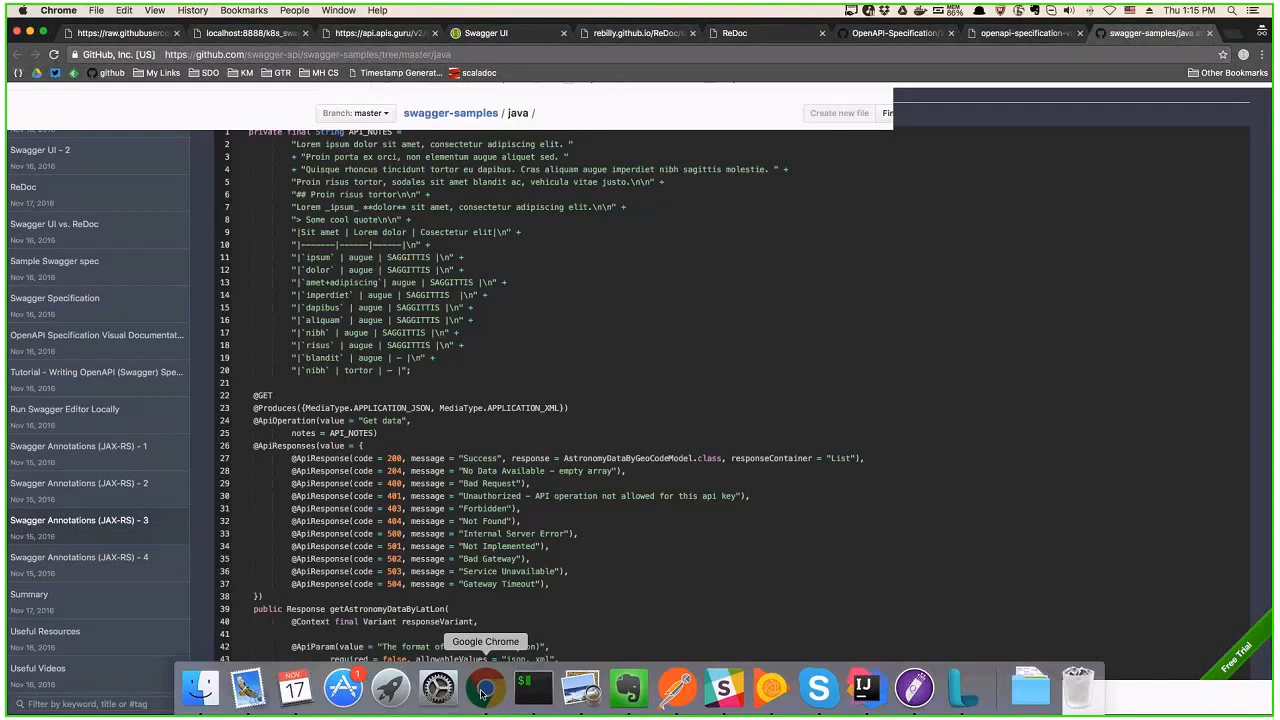 Chrome File Edit View History Bookmarks People Window Help
MEM 86% Thu 1:15 PM
https://raw.githubuserc
localhost:8888/k8s_swa
https://api.apis.guru/v2/
Swagger UI
rebilly.github.io/ReDoc/
ReDoc
OpenAPI-Specification/
openapi-specification-v
swagger-samples/java a
GitHub, Inc. [US] https://github.com/swagger-api/swagger-samples/tree/master/java
{ } My Links SDO github KM GTR MH CS Timestamp Generat... scaladoc Other Bookmarks
Branch: master swagger-samples / java / Create new file Fin
Swagger UI - 2
Nov 16, 2016
ReDoc
Nov 17, 2016
Swagger UI vs. ReDoc
Nov 16, 2016
Sample Swagger spec
Nov 16, 2016
Swagger Specification
Nov 16, 2016
OpenAPI Specification Visual Documentat...
Nov 16, 2016
Tutorial - Writing OpenAPI (Swagger) Spe...
Nov 16, 2016
Run Swagger Editor Locally
Nov 16, 2016
Swagger Annotations (JAX-RS) - 1
Nov 15, 2016
Swagger Annotations (JAX-RS) - 2
Nov 15, 2016
Swagger Annotations (JAX-RS) - 3
Nov 15, 2016
Swagger Annotations (JAX-RS) - 4
Nov 15, 2016
Summary
Nov 17, 2016
Useful Resources
Nov 15, 2016
Useful Videos
Filter by keyword, title or #tag
1 private final String API_NOTES =
2 "Lorem ipsum dolor sit amet, consectetur adipiscing elit. "
3 + "Proin porta ex orci, non elementum augue aliquet sed. "
4 + "Quisque rhoncus tincidunt tortor eu dapibus. Cras aliquam augue imperdiet nibh sagittis molestie. " +
5 "Proin risus tortor, sodales sit amet blandit ac, vehicula vitae justo.\n\n" +
6 "## Proin risus tortor\n\n" +
7 "Lorem _ipsum_ **dolor** sit amet, consectetur adipiscing elit.\n\n" +
8 "> Some cool quote\n\n" +
9 "|Sit amet | Lorem dolor | Cosectetur elit|\n" +
10 "|-------|------|------|\n" +
11 "|`ipsum` | augue | SAGGITTIS |\n" +
12 "|`dolor` | augue | SAGGITTIS |\n" +
13 "|`amet+adipiscing`| augue | SAGGITTIS |\n" +
14 "|`imperdiet` | augue | SAGGITTIS  |\n" +
15 "|`dapibus` | augue | SAGGITTIS |\n" +
16 "|`aliquam` | augue | SAGGITTIS |\n" +
17 "|`nibh` | augue | SAGGITTIS |\n" +
18 "|`risus` | augue | SAGGITTIS |\n" +
19 "|`blandit` | augue | – |\n" +
20 "|`nibh` | tortor | – |";
21
22 @GET
23 @Produces({MediaType.APPLICATION_JSON, MediaType.APPLICATION_XML})
24 @ApiOperation(value = "Get data",
25 notes = API_NOTES)
26 @ApiResponses(value = {
27 @ApiResponse(code = 200, message = "Success", response = AstronomyDataByGeoCodeModel.class, responseContainer = "List"),
28 @ApiResponse(code = 204, message = "No Data Available – empty array"),
29 @ApiResponse(code = 400, message = "Bad Request"),
30 @ApiResponse(code = 401, message = "Unauthorized – API operation not allowed for this api key"),
31 @ApiResponse(code = 403, message = "Forbidden"),
32 @ApiResponse(code = 404, message = "Not Found"),
33 @ApiResponse(code = 500, message = "Internal Server Error"),
34 @ApiResponse(code = 501, message = "Not Implemented"),
35 @ApiResponse(code = 502, message = "Bad Gateway"),
36 @ApiResponse(code = 503, message = "Service Unavailable"),
37 @ApiResponse(code = 504, message = "Gateway Timeout"),
38 })
39 public Response getAstronomyDataByLatLon(
40 @Context final Variant responseVariant,
41
42 @ApiParam(value = "The format of
43 required = false, allowableValues = "json, xml",
Google Chrome
Free Trial
NOV
17
1
$
IJ